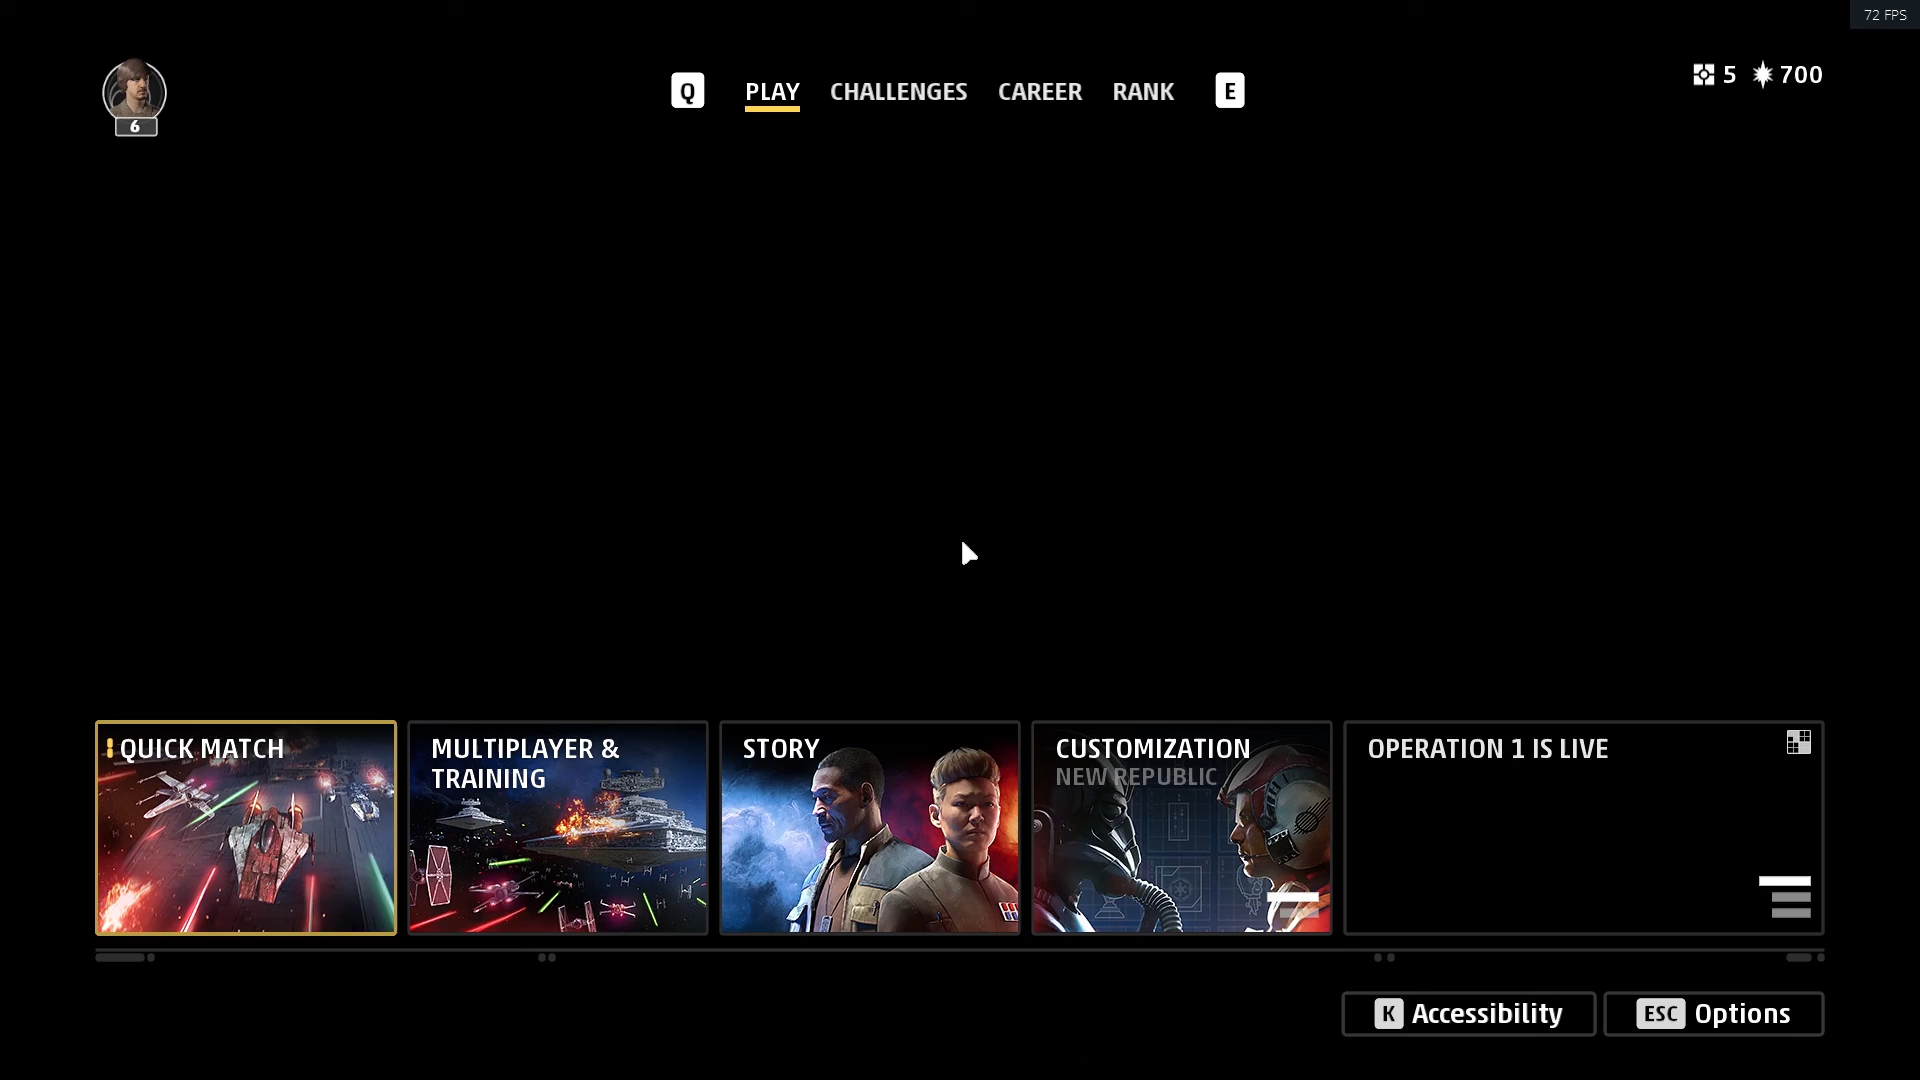 72 FPS
5 700
Q PLAY CHALLENGES CAREER RANK E
6
QUICK MATCH
MULTIPLAYER &
TRAINING
STORY
CUSTOMIZATION
NEW REPUBLIC
OPERATION 1 IS LIVE
K Accessibility
ESC Options